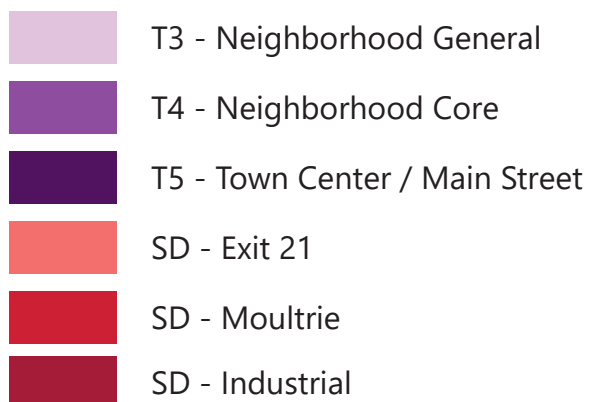 T3 - Neighborhood General
T4 - Neighborhood Core
T5 - Town Center / Main Street
SD - Exit 21
SD - Moultrie
SD - Industrial